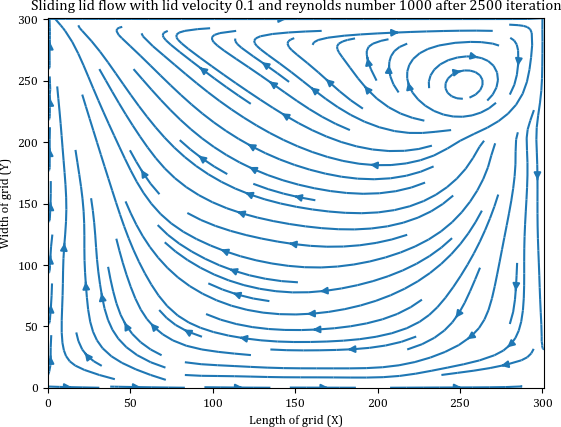 Sliding lid flow with lid velocity 0.1 and reynolds number 1000 after 2500 iteration
300
250
200
150
100
50
0
Width of grid (Y)
0 50 100 150 200 250 300
Length of grid (X)